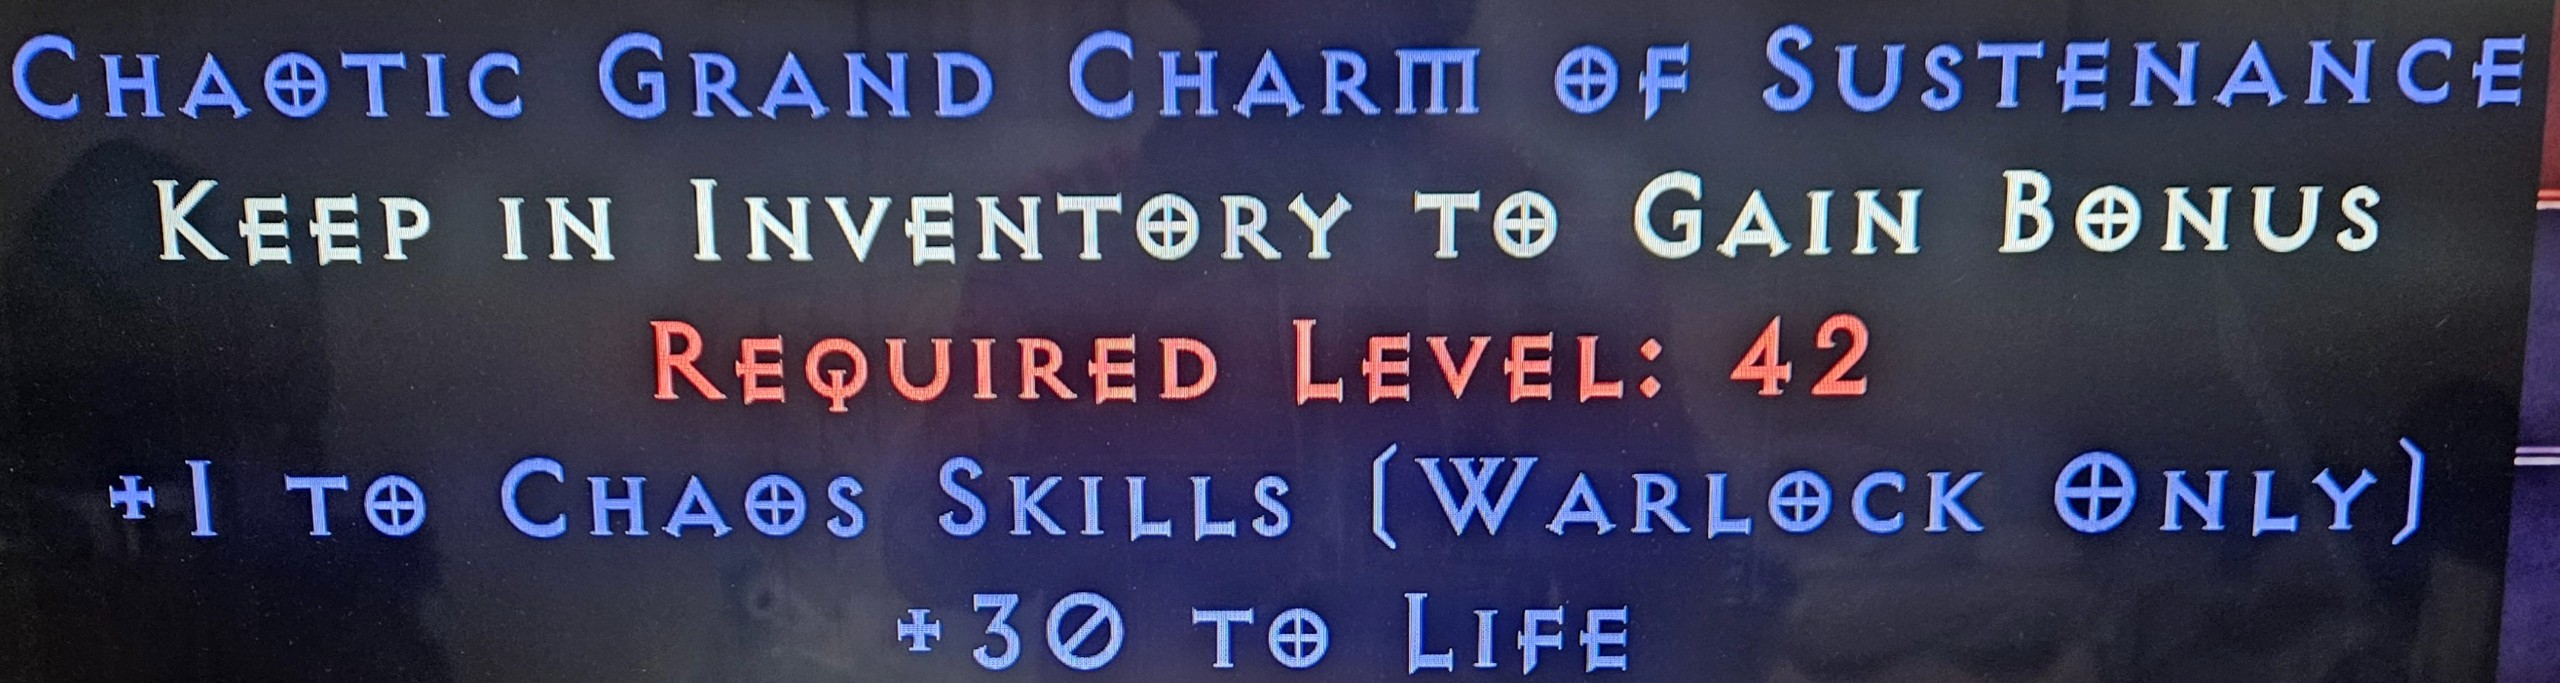 Chaotic Grand Charm of Sustenance
Keep in Inventory to Gain Bonus
Required Level: 42
+1 to Chaos Skills (Warlock Only)
+30 to Life